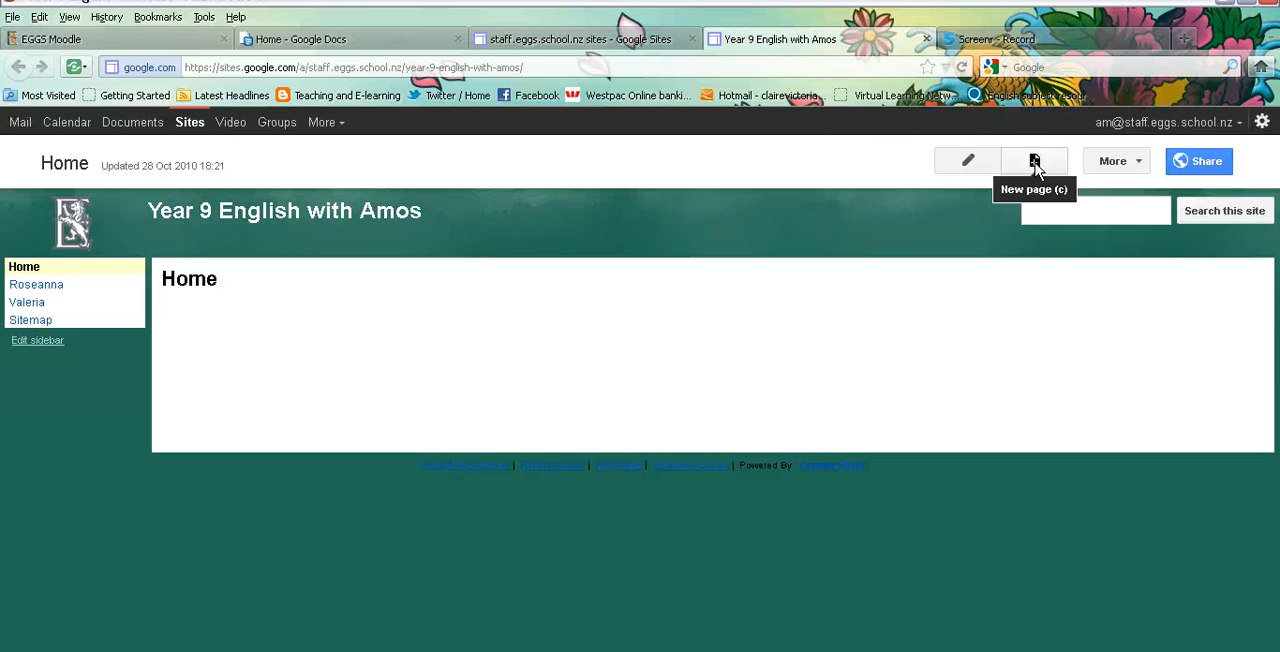 File Edit View History Bookmarks Tools Help
EGGS Moodle Home - Google Docs staff.eggs.school.nz sites - Google Sites Year 9 English with Amos Screenr - Record
google.com https://sites.google.com/a/staff.eggs.school.nz/year-9-english-with-amos/ Google
Most Visited Getting Started Latest Headlines Teaching and E-learning Twitter / Home Facebook Westpac Online banki... Hotmail - clairevictoria... Virtual Learning Netw... English subject resour...
Mail Calendar Documents Sites Video Groups More am@staff.eggs.school.nz
Home Updated 28 Oct 2010 18:21 More Share
New page (c)
Year 9 English with Amos Search this site
Home
Roseanna
Valeria
Sitemap
Edit sidebar
Home
Powered By